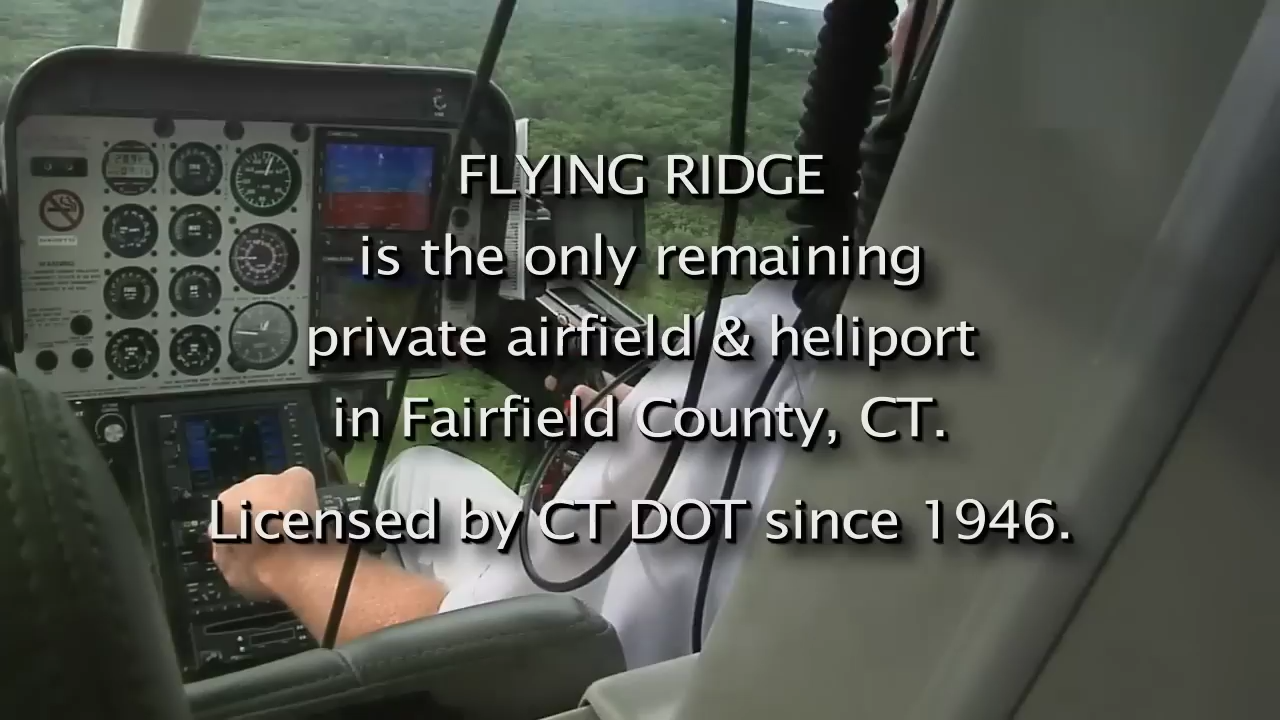 FLYING RIDGE
is the only remaining
private airfield & heliport
in Fairfield County, CT.
Licensed by CT DOT since 1946.